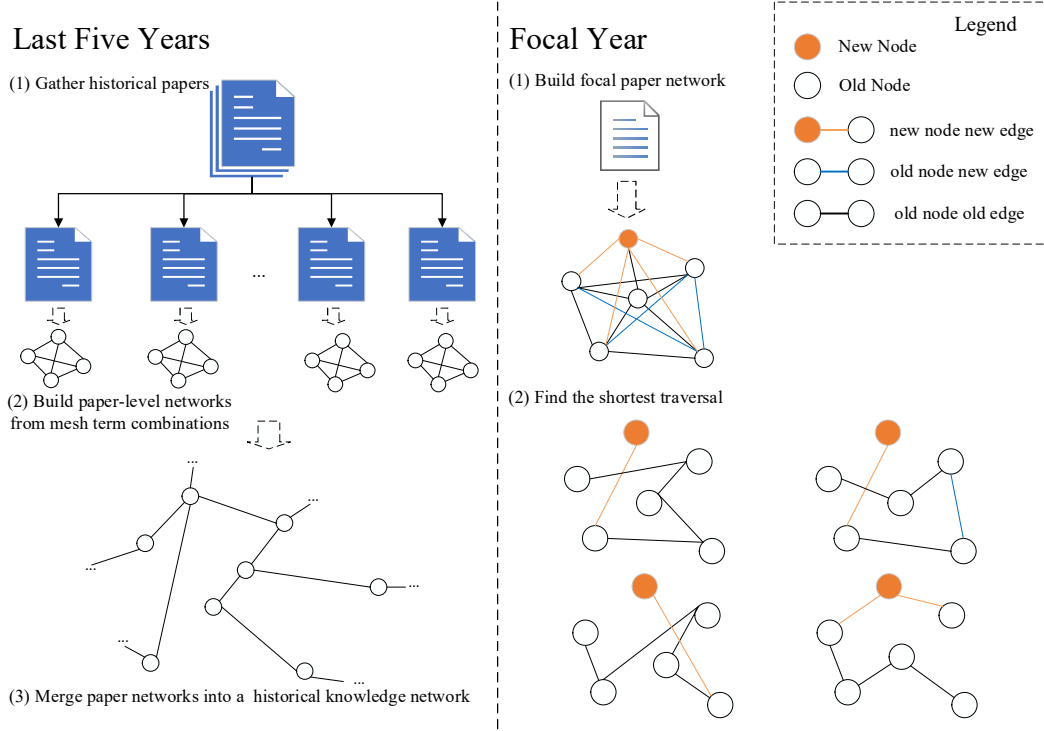 Last Five Years
(1) Gather historical papers
...
(2) Build paper-level networks
from mesh term combinations
...
...
...
...
...
...
(3) Merge paper networks into a historical knowledge network
Focal Year
(1) Build focal paper network
(2) Find the shortest traversal
Legend
New Node
Old Node
new node new edge
old node new edge
old node old edge